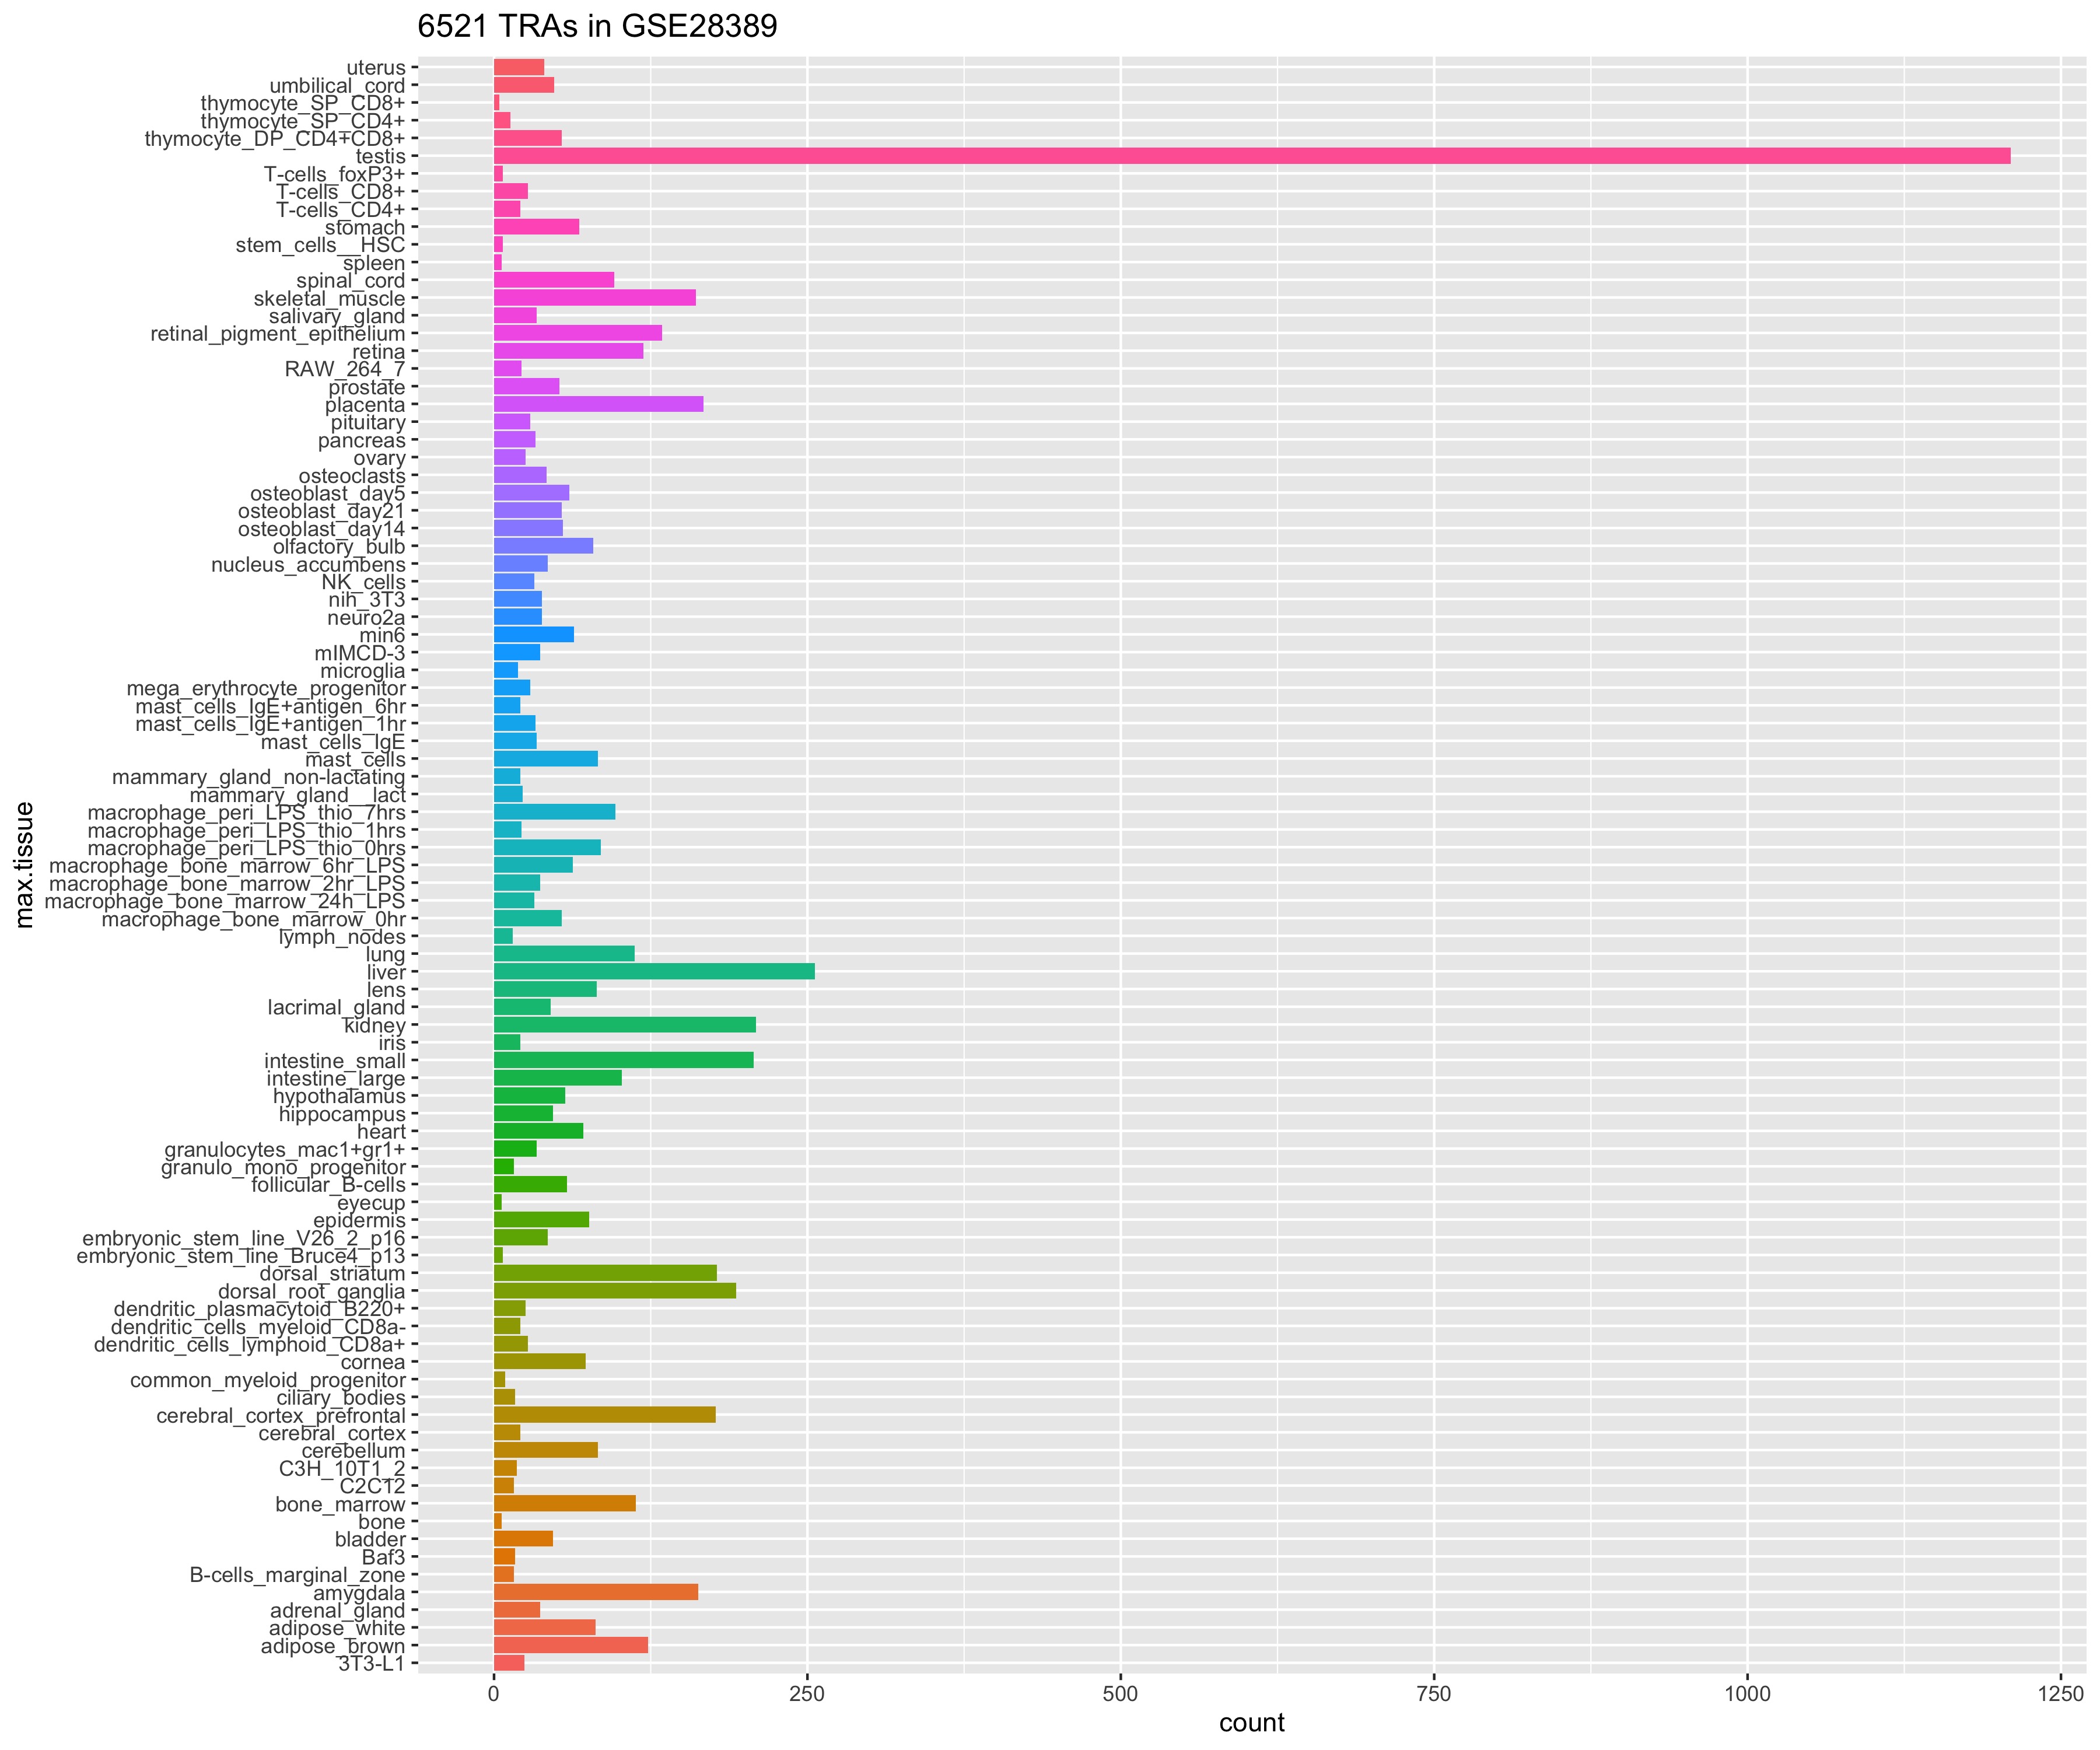 6521 TRAs in GSE28389
uterus
umbilical_cord
thymocyte_SP_CD8+
thymocyte_SP_CD4+
thymocyte_DP_CD4+CD8+
testis
T-cells_foxP3+
T-cells_CD8+
T-cells_CD4+
stomach
stem_cells__HSC
spleen
spinal_cord
skeletal_muscle
salivary_gland
retinal_pigment_epithelium
retina
RAW_264_7
prostate
placenta
pituitary
pancreas
ovary
osteoclasts
osteoblast_day5
osteoblast_day21
osteoblast_day14
olfactory_bulb
nucleus_accumbens
NK_cells
nih_3T3
neuro2a
min6
mIMCD-3
microglia
mega_erythrocyte_progenitor
mast_cells_IgE+antigen_6hr
mast_cells_IgE+antigen_1hr
mast_cells_IgE
mast_cells
mammary_gland_non-lactating
mammary_gland__lact
macrophage_peri_LPS_thio_7hrs
macrophage_peri_LPS_thio_1hrs
macrophage_peri_LPS_thio_0hrs
macrophage_bone_marrow_6hr_LPS
macrophage_bone_marrow_2hr_LPS
macrophage_bone_marrow_24h_LPS
macrophage_bone_marrow_0hr
lymph_nodes
lung
liver
lens
lacrimal_gland
kidney
iris
intestine_small
intestine_large
hypothalamus
hippocampus
heart
granulocytes_mac1+gr1+
granulo_mono_progenitor
follicular_B-cells
eyecup
epidermis
embryonic_stem_line_V26_2_p16
embryonic_stem_line_Bruce4_p13
dorsal_striatum
dorsal_root_ganglia
dendritic_plasmacytoid_B220+
dendritic_cells_myeloid_CD8a-
dendritic_cells_lymphoid_CD8a+
cornea
common_myeloid_progenitor
ciliary_bodies
cerebral_cortex_prefrontal
cerebral_cortex
cerebellum
C3H_10T1_2
C2C12
bone_marrow
bone
bladder
Baf3
B-cells_marginal_zone
amygdala
adrenal_gland
adipose_white
adipose_brown
3T3-L1
max.tissue
0 250 500 750 1000 1250
count